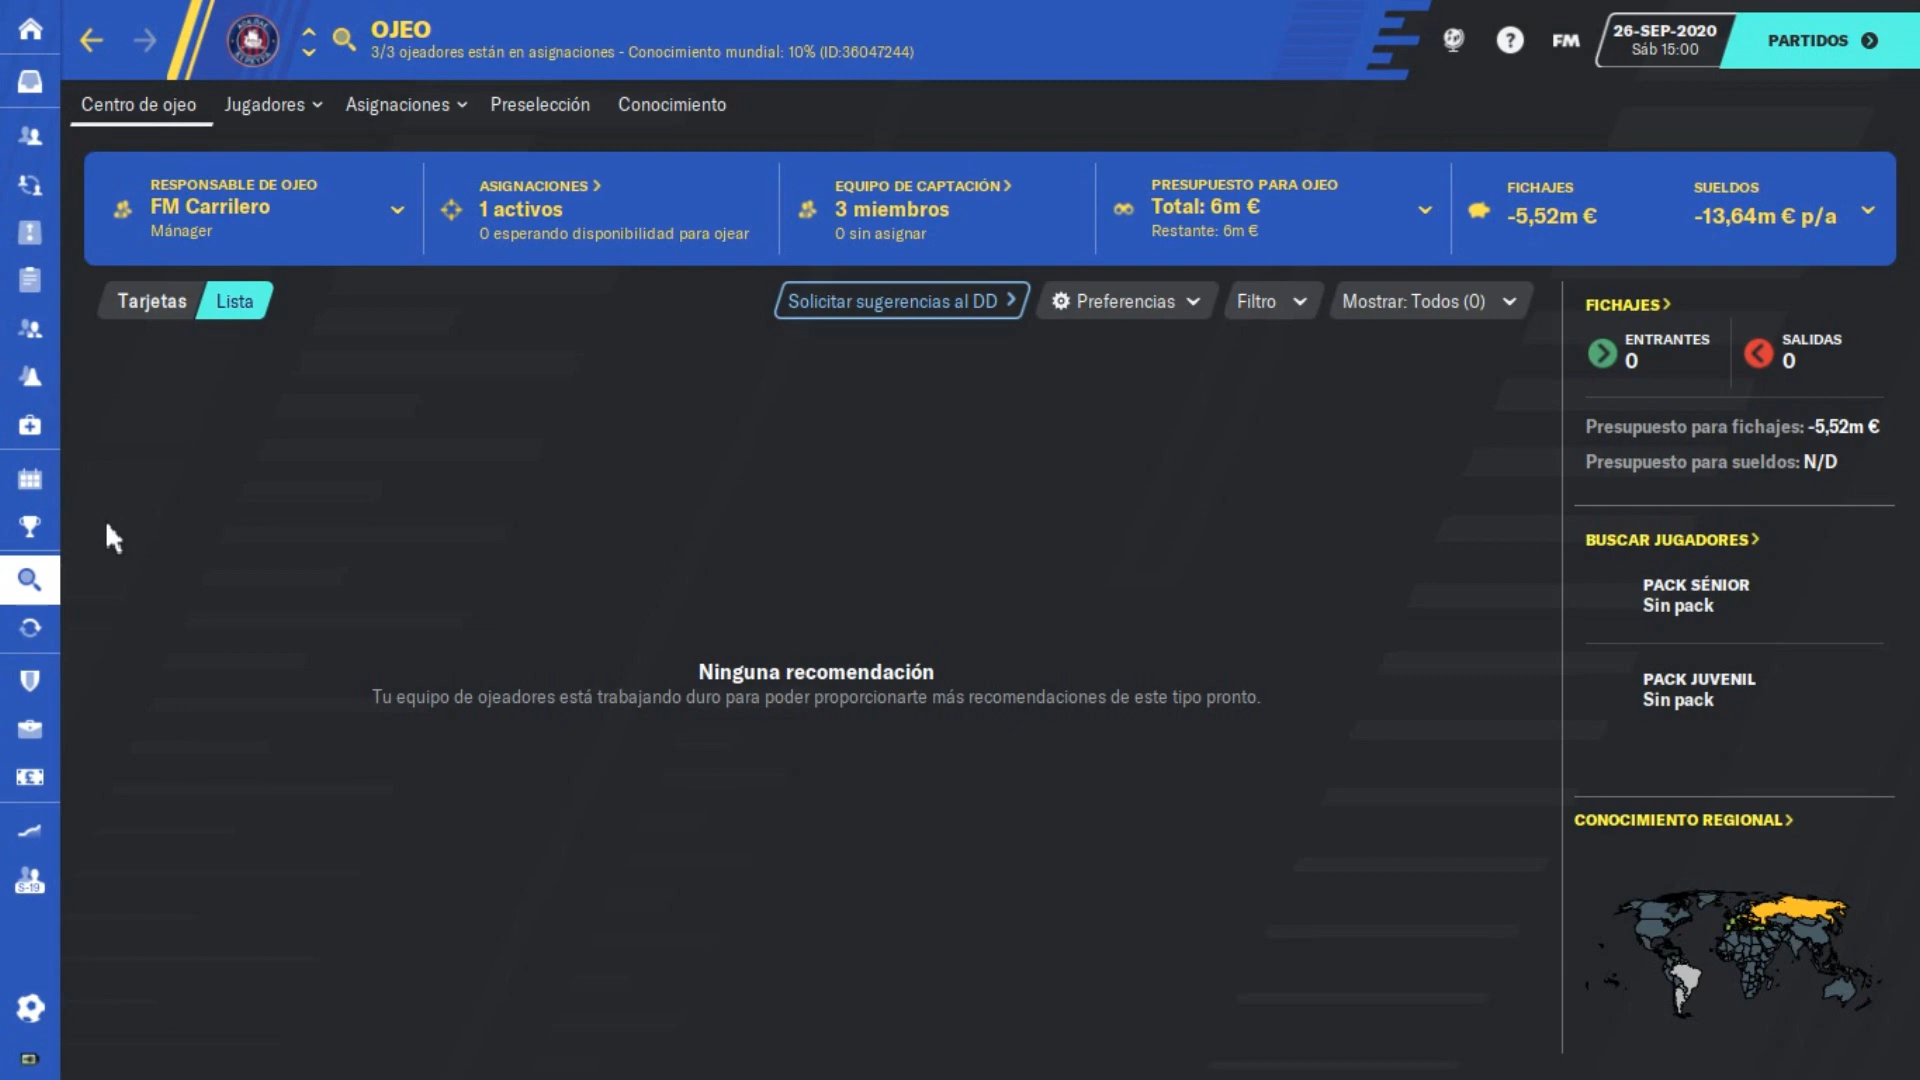 OJEO
3/3 ojeadores están en asignaciones - Conocimiento mundial: 10% (ID:36047244)
FM
26-SEP-2020
Sáb 15:00
PARTIDOS
Centro de ojeo
Jugadores
Asignaciones
Preselección
Conocimiento
RESPONSABLE DE OJEO
FM Carrilero
Mánager
ASIGNACIONES
1 activos
0 esperando disponibilidad para ojear
EQUIPO DE CAPTACIÓN
3 miembros
0 sin asignar
PRESUPUESTO PARA OJEO
Total: 6m €
Restante: 6m €
FICHAJES
-5,52m €
SUELDOS
-13,64m € p/a
Tarjetas
Lista
Solicitar sugerencias al DD
Preferencias
Filtro
Mostrar: Todos (0)
FICHAJES
ENTRANTES
0
SALIDAS
0
Presupuesto para fichajes: -5,52m €
Presupuesto para sueldos: N/D
BUSCAR JUGADORES
PACK SÉNIOR
Sin pack
PACK JUVENIL
Sin pack
Ninguna recomendación
Tu equipo de ojeadores está trabajando duro para poder proporcionarte más recomendaciones de este tipo pronto.
CONOCIMIENTO REGIONAL
S-19